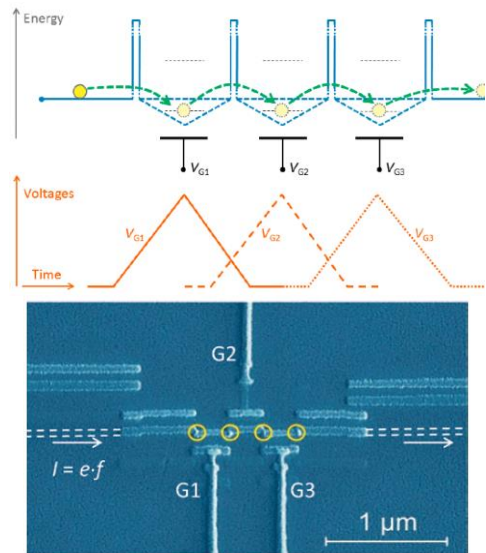 Energy
V_G1
V_G2
V_G3
Voltages
V_G1
V_G2
V_G3
Time
G2
I = e·f
G1
G3
1 µm